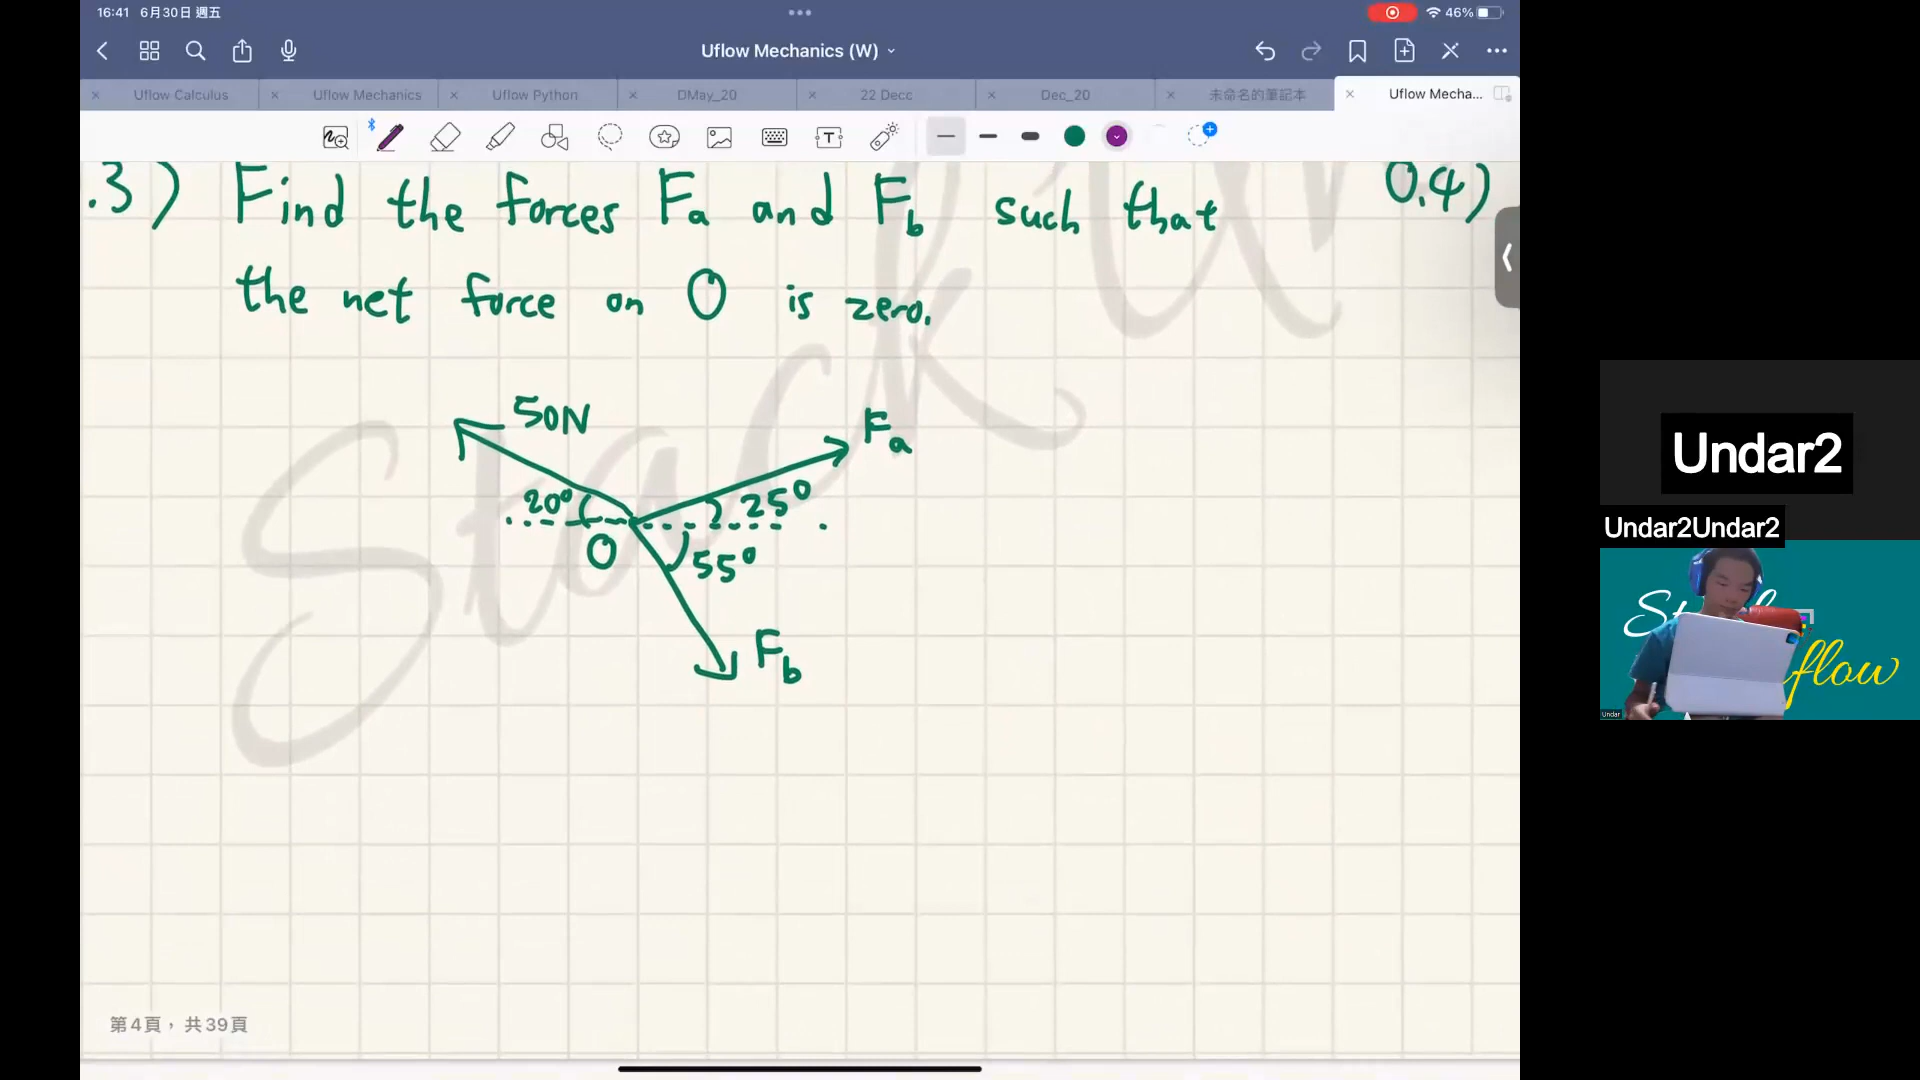 16:41 6月30日 週五
46%
Uflow Mechanics (W)
Uflow Calculus
Uflow Mechanics
Uflow Python
DMay_20
22 Decc
Dec_20
未命名的筆記本
Uflow Mecha...
.3) Find the forces Fa and Fb such that
0.4)
the net force on O is zero.
50N
Fa
20°
25°
O
55°
Fb
Stack
第4頁，共39頁
Undar2
Undar2Undar2
flow
Undar